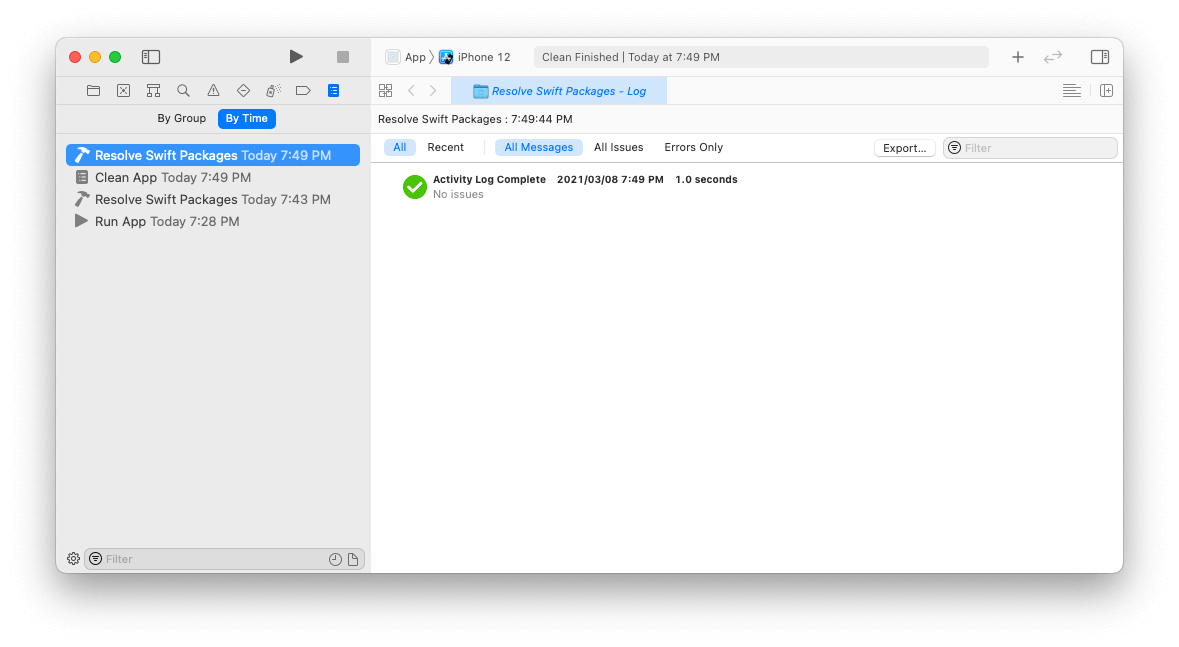 App
iPhone 12
Clean Finished | Today at 7:49 PM
Resolve Swift Packages - Log
By Group
By Time
Resolve Swift Packages : 7:49:44 PM
All
Recent
All Messages
All Issues
Errors Only
Export...
Filter
Resolve Swift Packages Today 7:49 PM
Clean App Today 7:49 PM
Resolve Swift Packages Today 7:43 PM
Run App Today 7:28 PM
Activity Log Complete 2021/03/08 7:49 PM 1.0 seconds
No issues
Filter